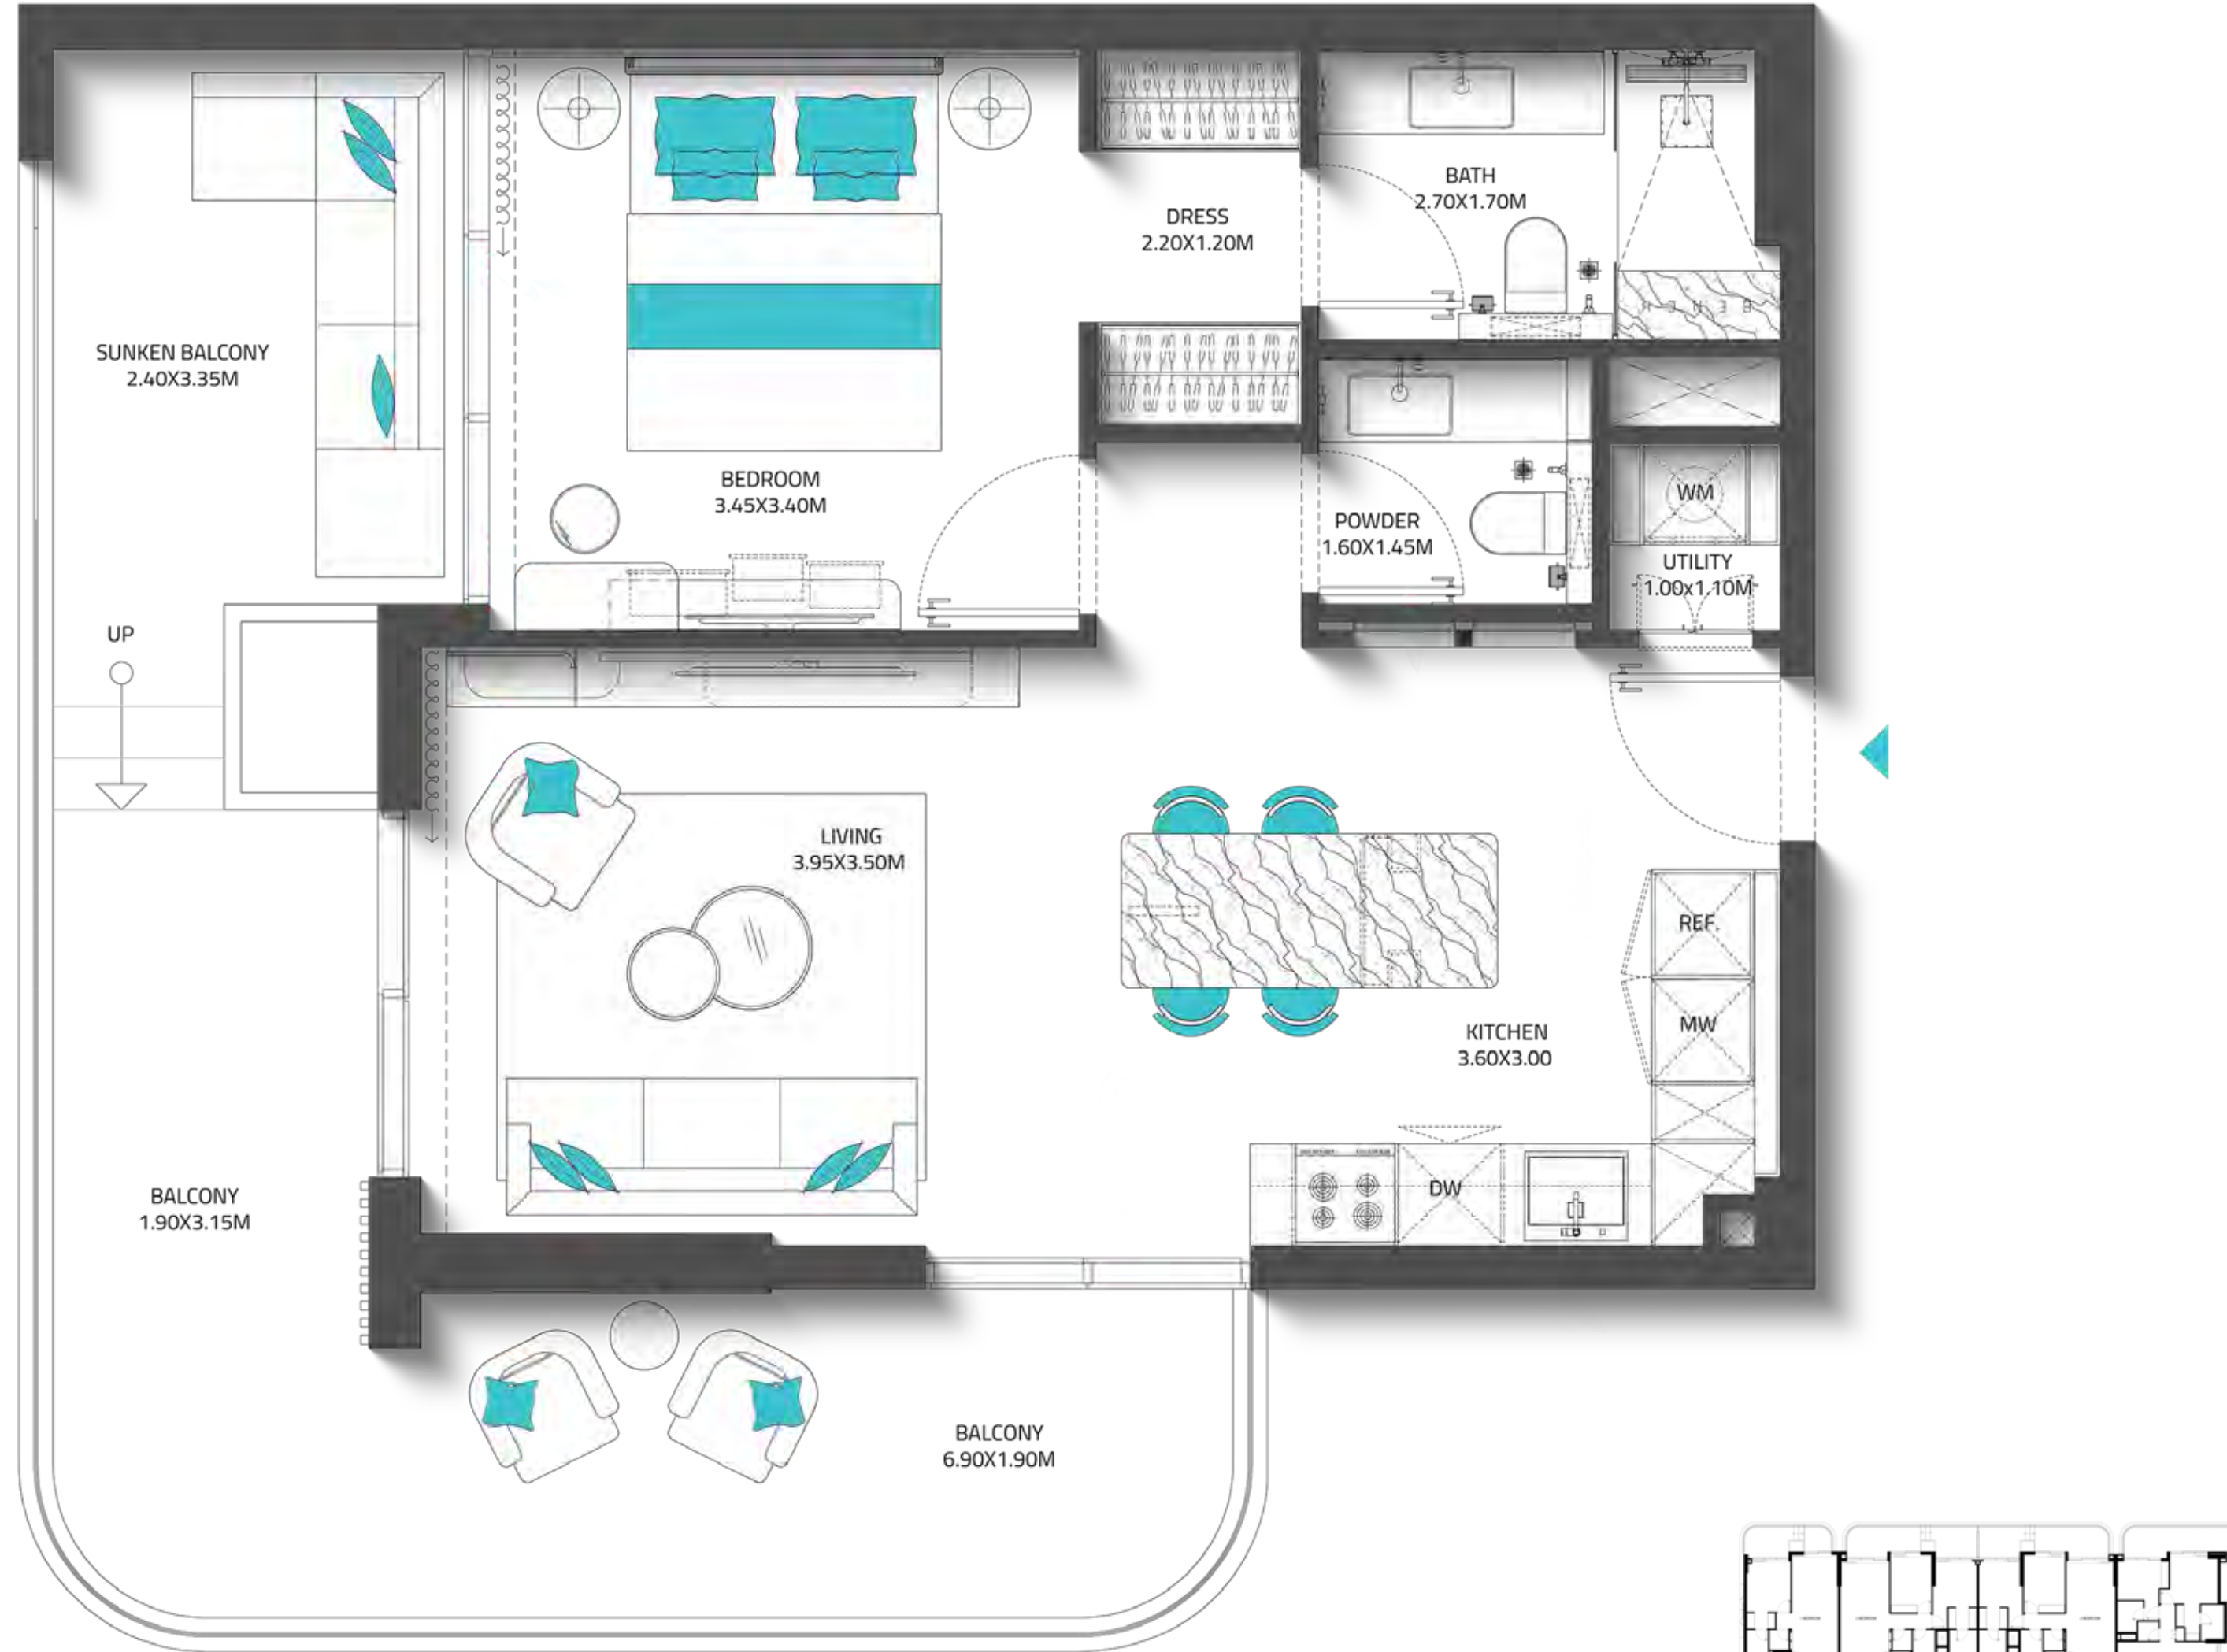 BATH
2.70X1.70M
DRESS
2.20X1.20M
SUNKEN BALCONY
2.40X3.35M
BEDROOM
3.45X3.40M
POWDER
1.60X1.45M
WM
UTILITY
1.00x1.10M
UP
LIVING
3.95X3.50M
REF.
MW
KITCHEN
3.60X3.00
DW
BALCONY
1.90X3.15M
BALCONY
6.90X1.90M